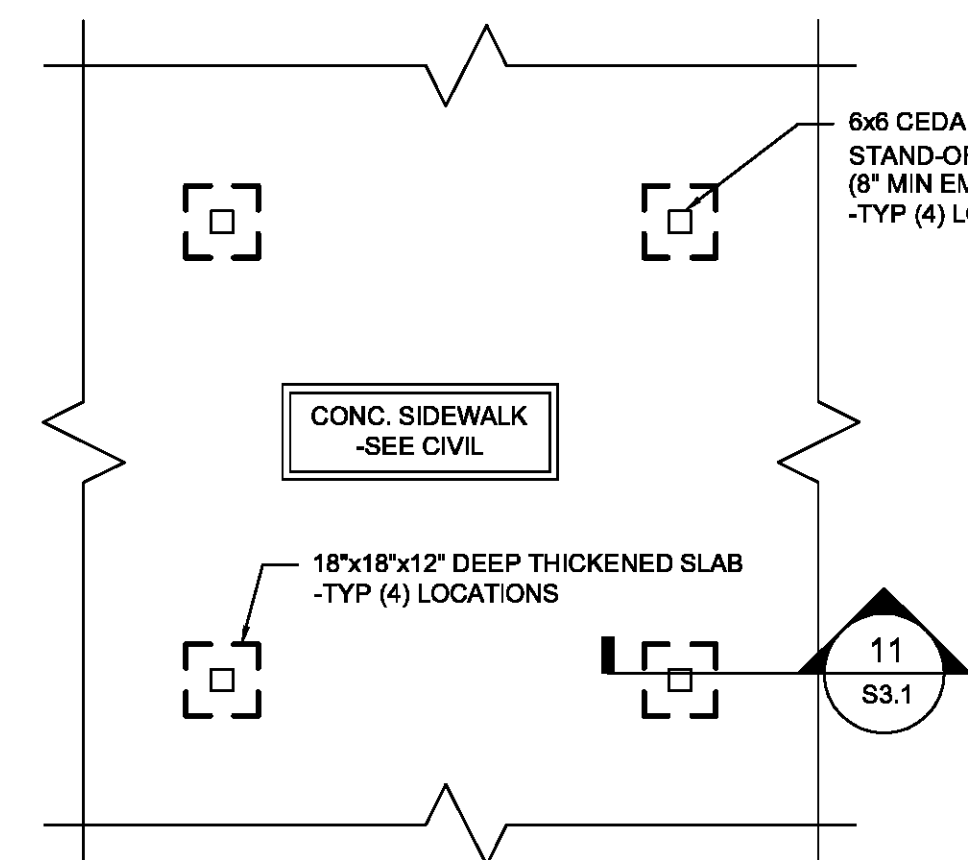 6x6 CEDA
STAND-OF
(8" MIN EM
-TYP (4) LO
CONC. SIDEWALK
-SEE CIVIL
18"x18"x12" DEEP THICKENED SLAB
-TYP (4) LOCATIONS
11
S3.1